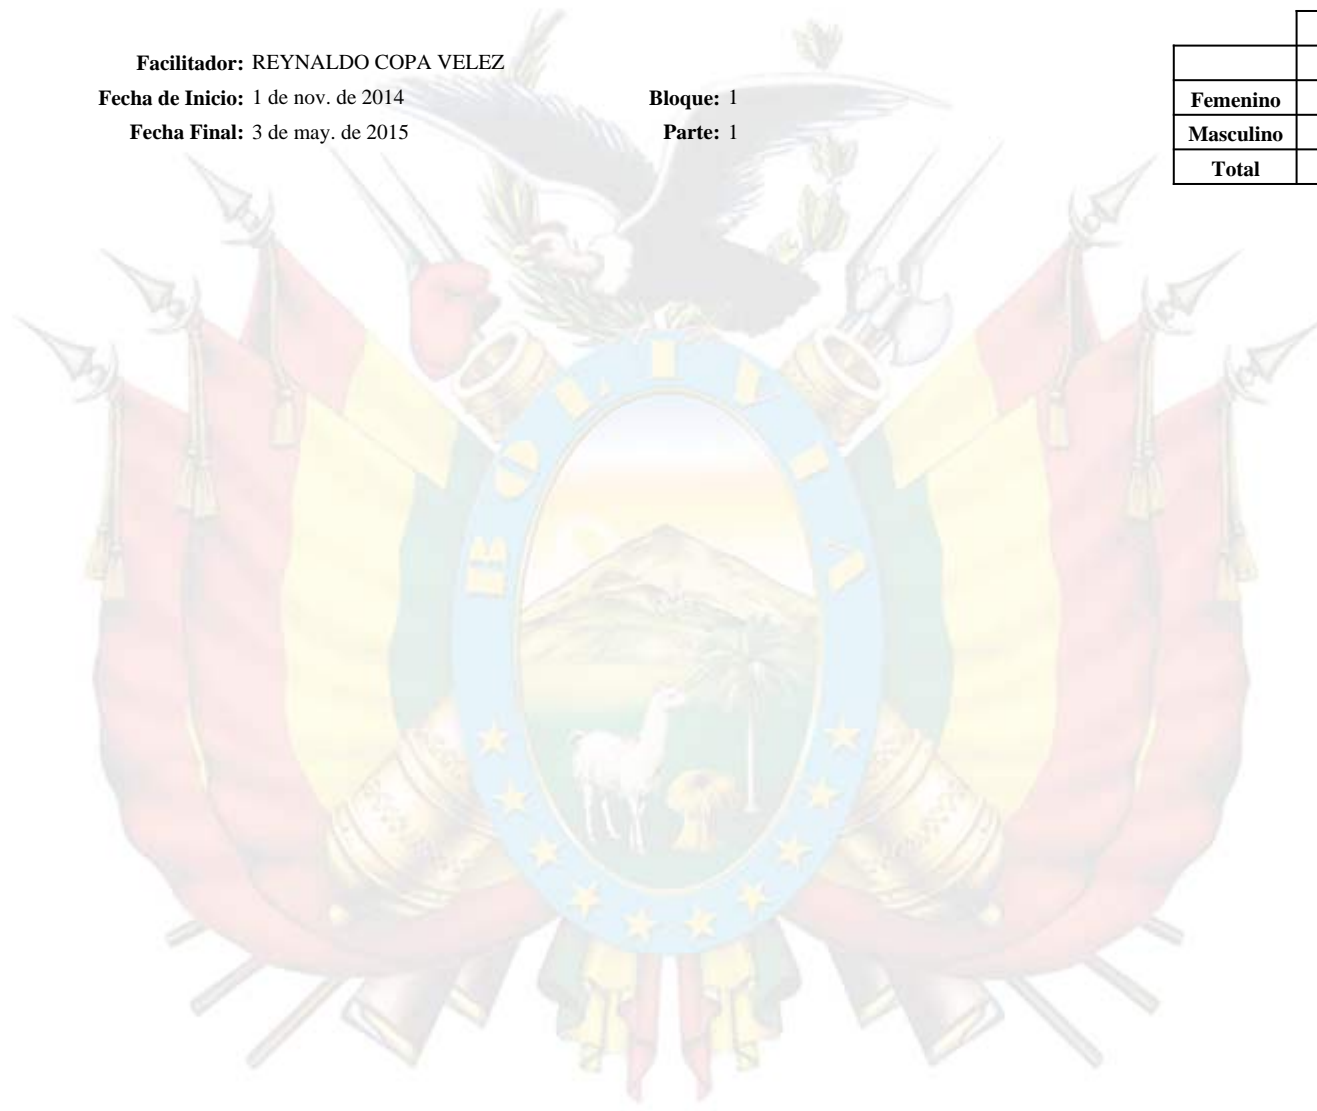 Facilitador: REYNALDO COPA VELEZ
Fecha de Inicio: 1 de nov. de 2014 Bloque: 1
Fecha Final: 3 de may. de 2015 Parte: 1
Femenino
Masculino
Total
BOLIVIA